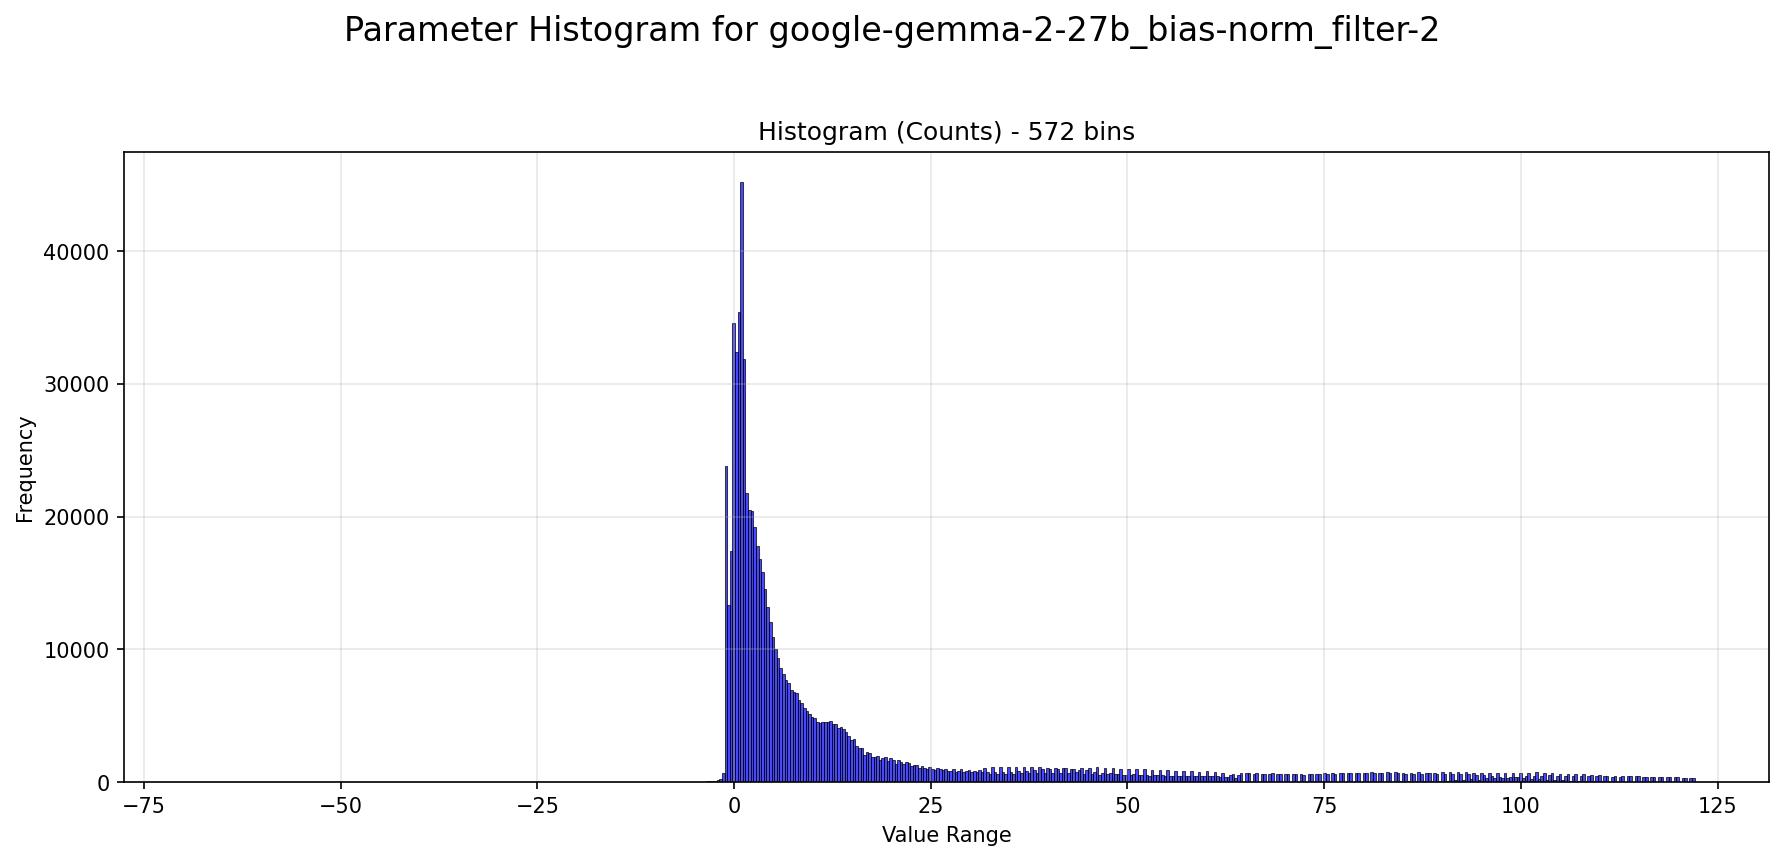 Parameter Histogram for google-gemma-2-27b_bias-norm_filter-2
Histogram (Counts) - 572 bins
Frequency
40000
30000
20000
10000
0
−75 −50 −25 0 25 50 75 100 125
Value Range